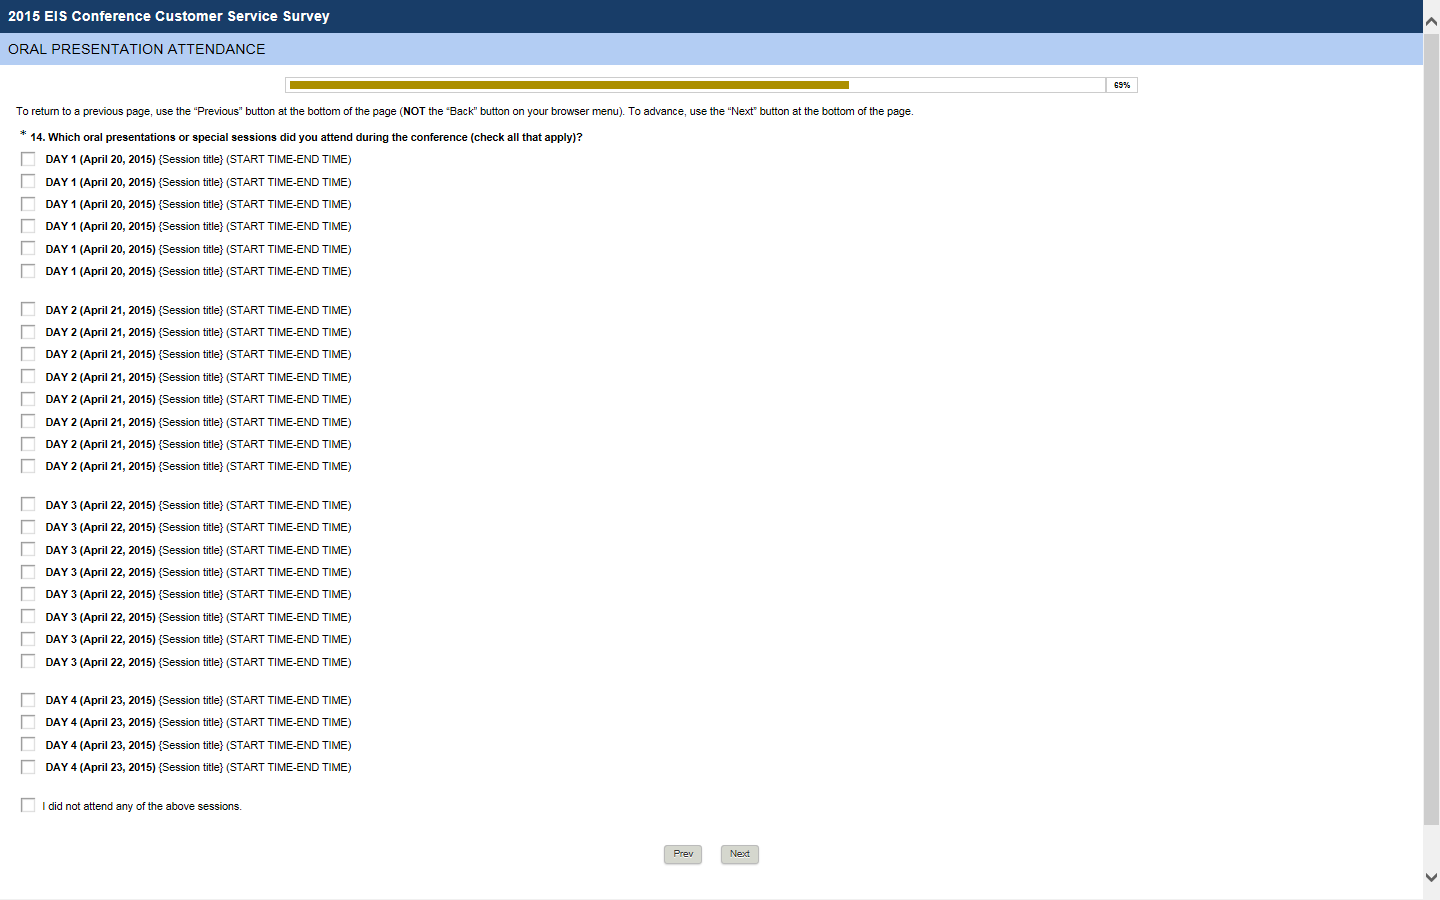 2015 EIS Conference Customer Service Survey
ORAL PRESENTATION ATTENDANCE
69%
To return to a previous page, use the “Previous” button at the bottom of the page (NOT the “Back” button on your browser menu). To advance, use the “Next” button at the bottom of the page.
* 14. Which oral presentations or special sessions did you attend during the conference (check all that apply)?
DAY 1 (April 20, 2015) {Session title} (START TIME-END TIME)
DAY 1 (April 20, 2015) {Session title} (START TIME-END TIME)
DAY 1 (April 20, 2015) {Session title} (START TIME-END TIME)
DAY 1 (April 20, 2015) {Session title} (START TIME-END TIME)
DAY 1 (April 20, 2015) {Session title} (START TIME-END TIME)
DAY 1 (April 20, 2015) {Session title} (START TIME-END TIME)
DAY 2 (April 21, 2015) {Session title} (START TIME-END TIME)
DAY 2 (April 21, 2015) {Session title} (START TIME-END TIME)
DAY 2 (April 21, 2015) {Session title} (START TIME-END TIME)
DAY 2 (April 21, 2015) {Session title} (START TIME-END TIME)
DAY 2 (April 21, 2015) {Session title} (START TIME-END TIME)
DAY 2 (April 21, 2015) {Session title} (START TIME-END TIME)
DAY 2 (April 21, 2015) {Session title} (START TIME-END TIME)
DAY 2 (April 21, 2015) {Session title} (START TIME-END TIME)
DAY 3 (April 22, 2015) {Session title} (START TIME-END TIME)
DAY 3 (April 22, 2015) {Session title} (START TIME-END TIME)
DAY 3 (April 22, 2015) {Session title} (START TIME-END TIME)
DAY 3 (April 22, 2015) {Session title} (START TIME-END TIME)
DAY 3 (April 22, 2015) {Session title} (START TIME-END TIME)
DAY 3 (April 22, 2015) {Session title} (START TIME-END TIME)
DAY 3 (April 22, 2015) {Session title} (START TIME-END TIME)
DAY 3 (April 22, 2015) {Session title} (START TIME-END TIME)
DAY 4 (April 23, 2015) {Session title} (START TIME-END TIME)
DAY 4 (April 23, 2015) {Session title} (START TIME-END TIME)
DAY 4 (April 23, 2015) {Session title} (START TIME-END TIME)
DAY 4 (April 23, 2015) {Session title} (START TIME-END TIME)
I did not attend any of the above sessions.
Prev Next